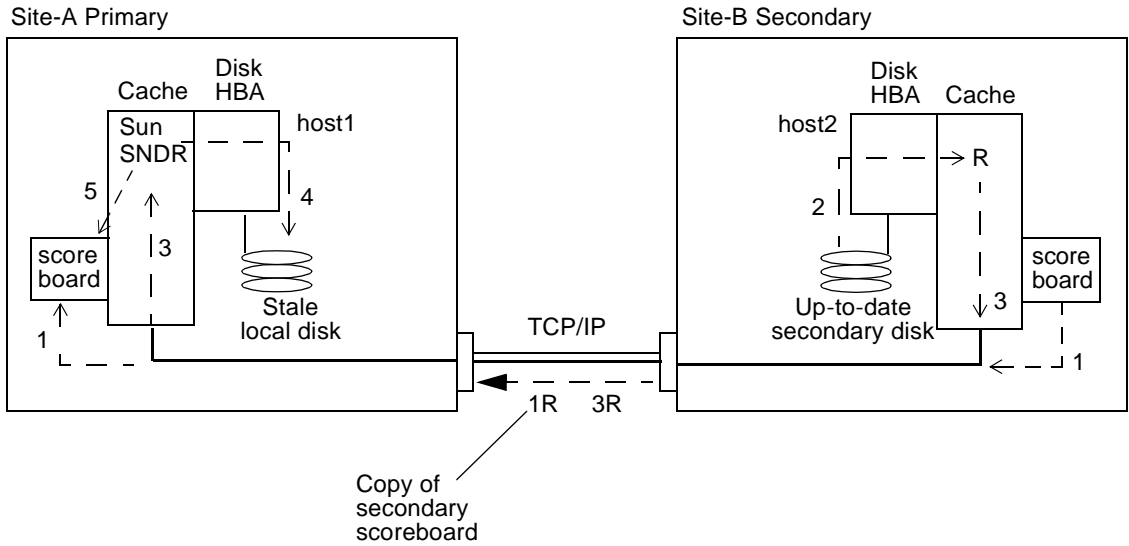 Site-A Primary
Site-B Secondary
Disk
HBA
Cache
Sun
SNDR
host1
5
4
3
score
board
1
Stale
local disk
TCP/IP
1R 3R
Copy of
secondary
scoreboard
Disk
HBA
Cache
host2
R
2
score
board
3
Up-to-date
secondary disk
1